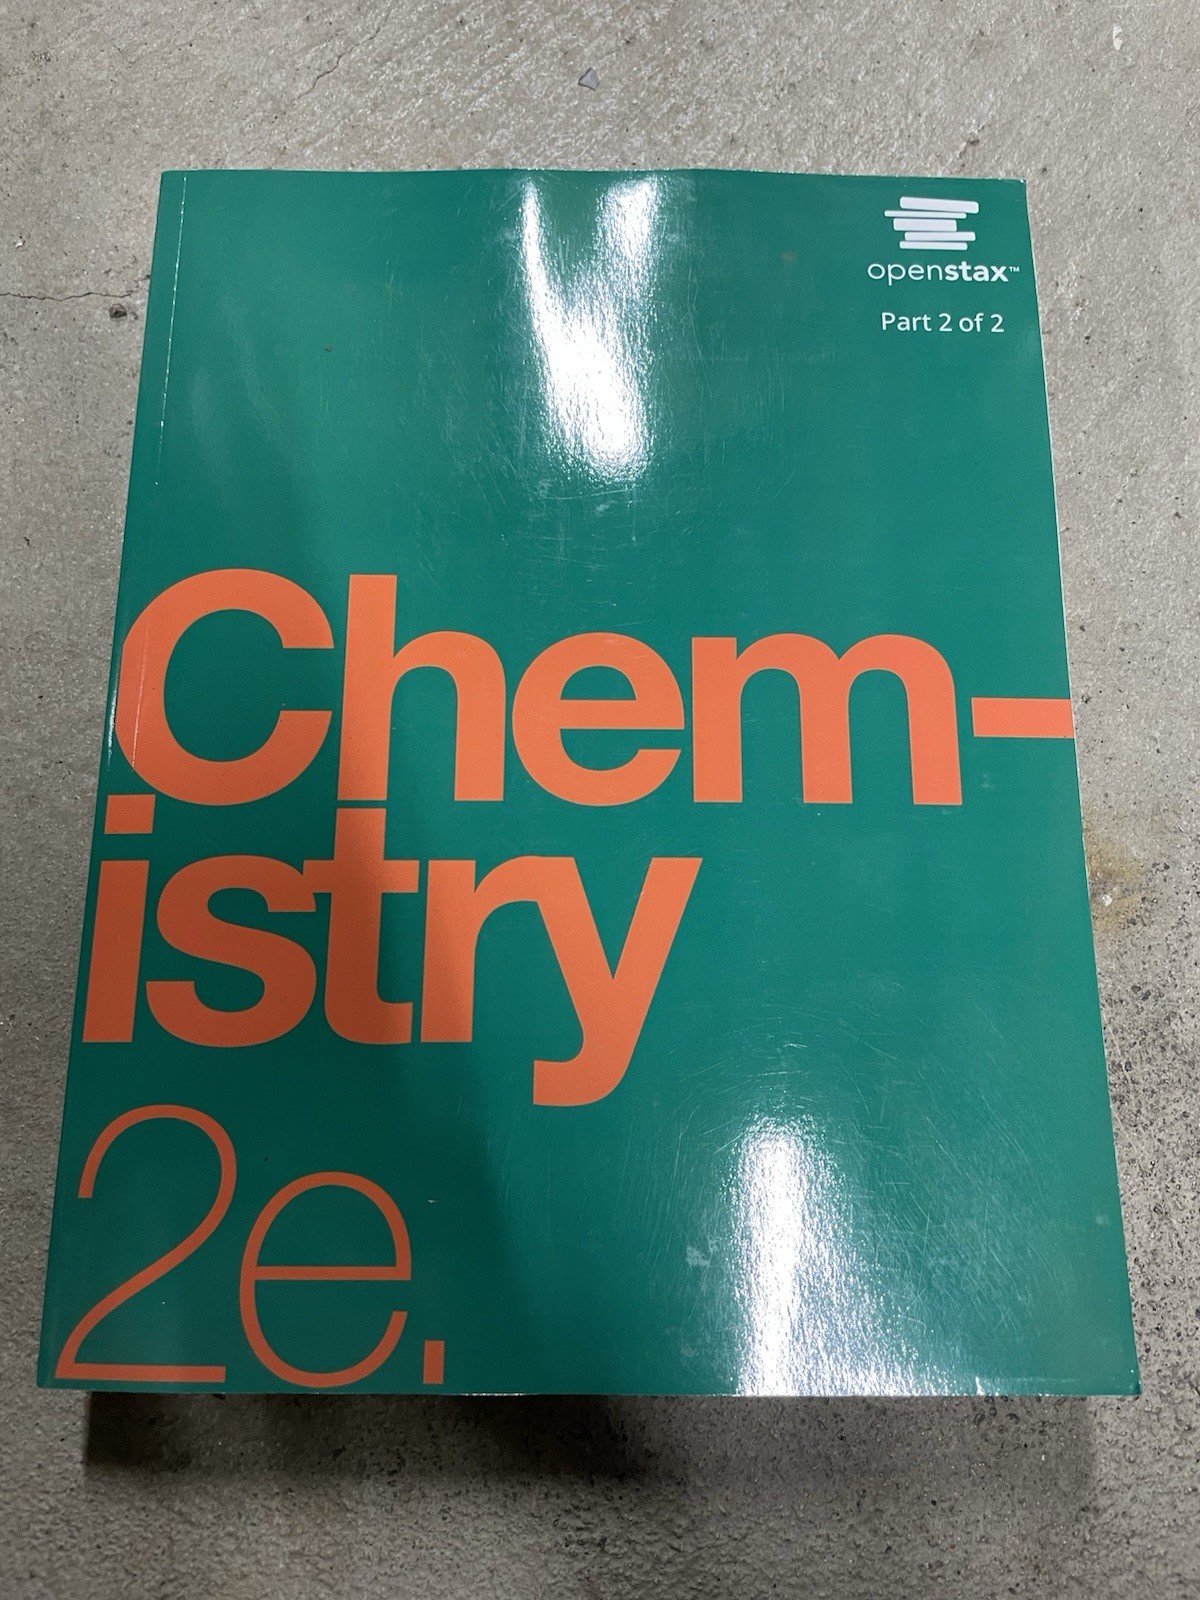 openstax™
Part 2 of 2
Chem-
istry
2e.